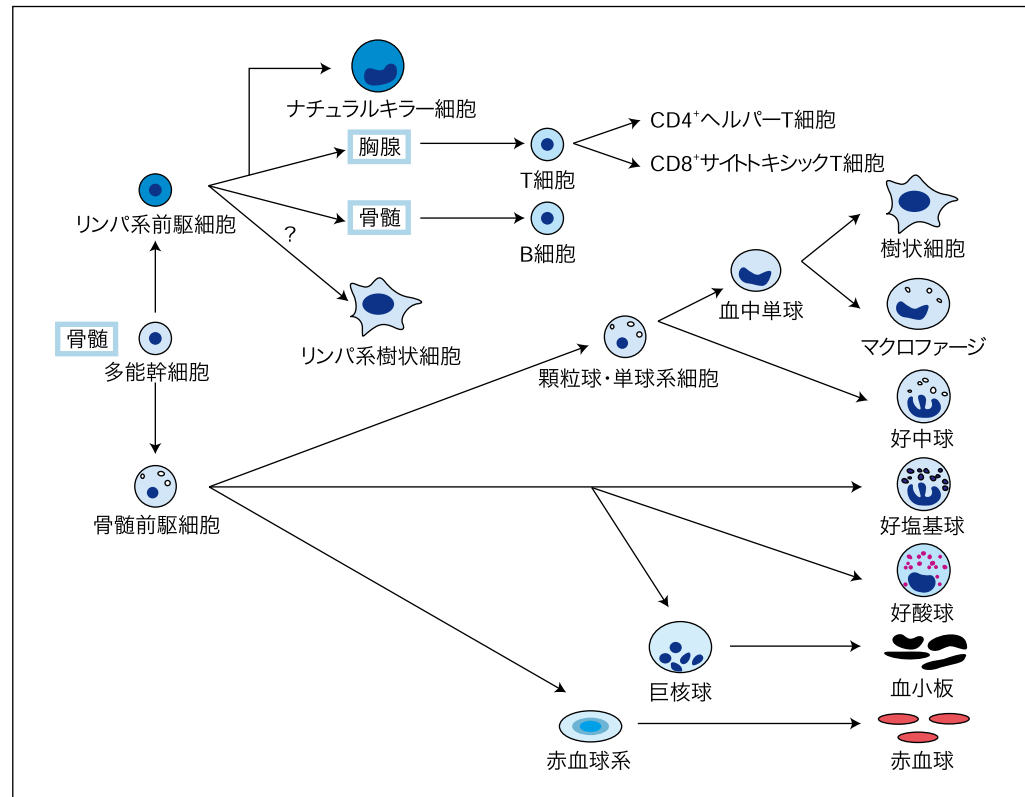 ナチュラルキラー細胞
胸腺
T細胞
CD4⁺ヘルパーT細胞
CD8⁺サイトトキシックT細胞
リンパ系前駆細胞
骨髄
B細胞
?
リンパ系樹状細胞
樹状細胞
血中単球
マクロファージ
骨髄
多能幹細胞
顆粒球・単球系細胞
好中球
骨髄前駆細胞
好塩基球
好酸球
巨核球
血小板
赤血球系
赤血球